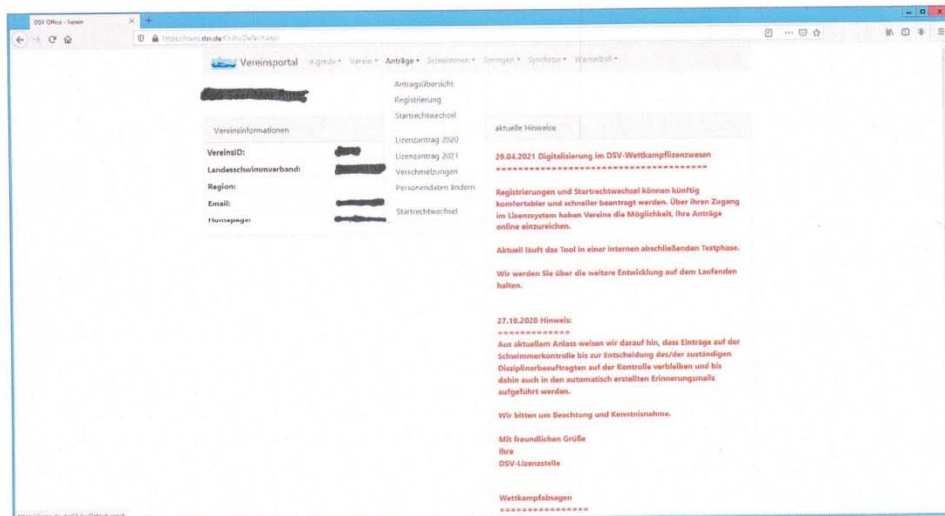 DSV Office - Verein
Vereinsportal
Verein
Anträge
Schwimmen
Springen
Synchron
Wasserball
Antragsübersicht
Registrierung
Startrechtwechsel
Lizenzantrag 2020
Lizenzantrag 2021
Verschmelzungen
Personendaten ändern
Startrechtwechsel
Vereinsinformationen
VereinsID:
Landesschwimmverband:
Region:
Email:
Homepage:
aktuelle Hinweise
29.04.2021 Digitalisierung im DSV-Wettkampflizenzwesen
Registrierungen und Startrechtwechsel können künftig
komfortabler und schneller beantragt werden. Über ihren Zugang
im Lizenzsystem haben Vereine die Möglichkeit, ihre Anträge
online einzureichen.
Aktuell läuft das Tool in einer internen abschließenden Testphase.
Wir werden Sie über die weitere Entwicklung auf dem Laufenden
halten.
27.10.2020 Hinweis:
Aus aktuellem Anlass weisen wir darauf hin, dass Einträge auf der
Schwimmerkontrolle bis zur Entscheidung des/der zuständigen
Disziplinarbeauftragten auf der Kontrolle verbleiben und bis
dahin auch in den automatisch erstellten Erinnerungsmails
aufgeführt werden.
Wir bitten um Beachtung und Kenntnisnahme.
Mit freundlichen Grüße
Ihre
DSV-Lizenzstelle
Wettkampfabsagen